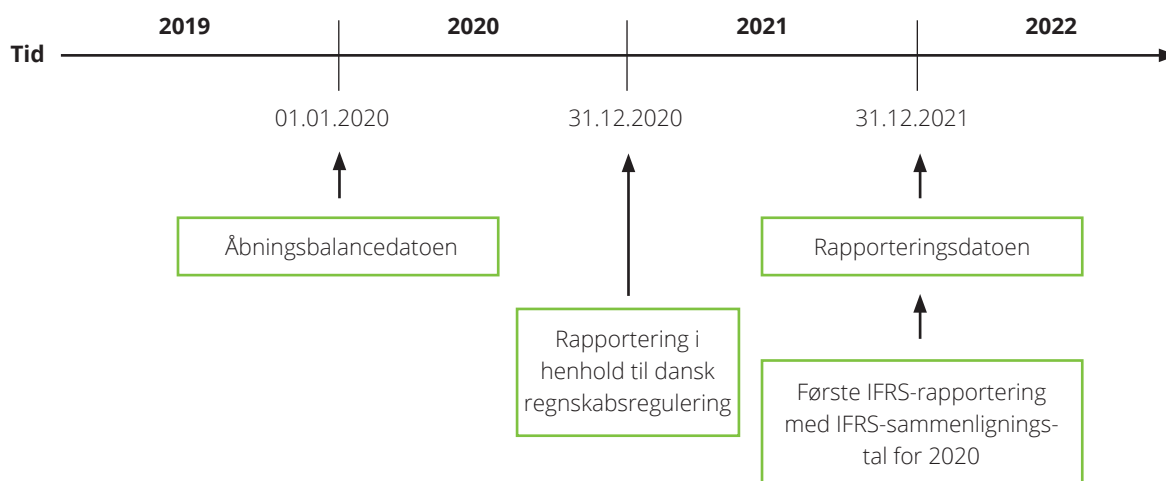 2019 2020 2021 2022
Tid
01.01.2020 31.12.2020 31.12.2021
Åbningsbalancedatoen
Rapporteringsdatoen
Rapportering i
henhold til dansk
regnskabsregulering
Første IFRS-rapportering
med IFRS-sammenlignings-
tal for 2020